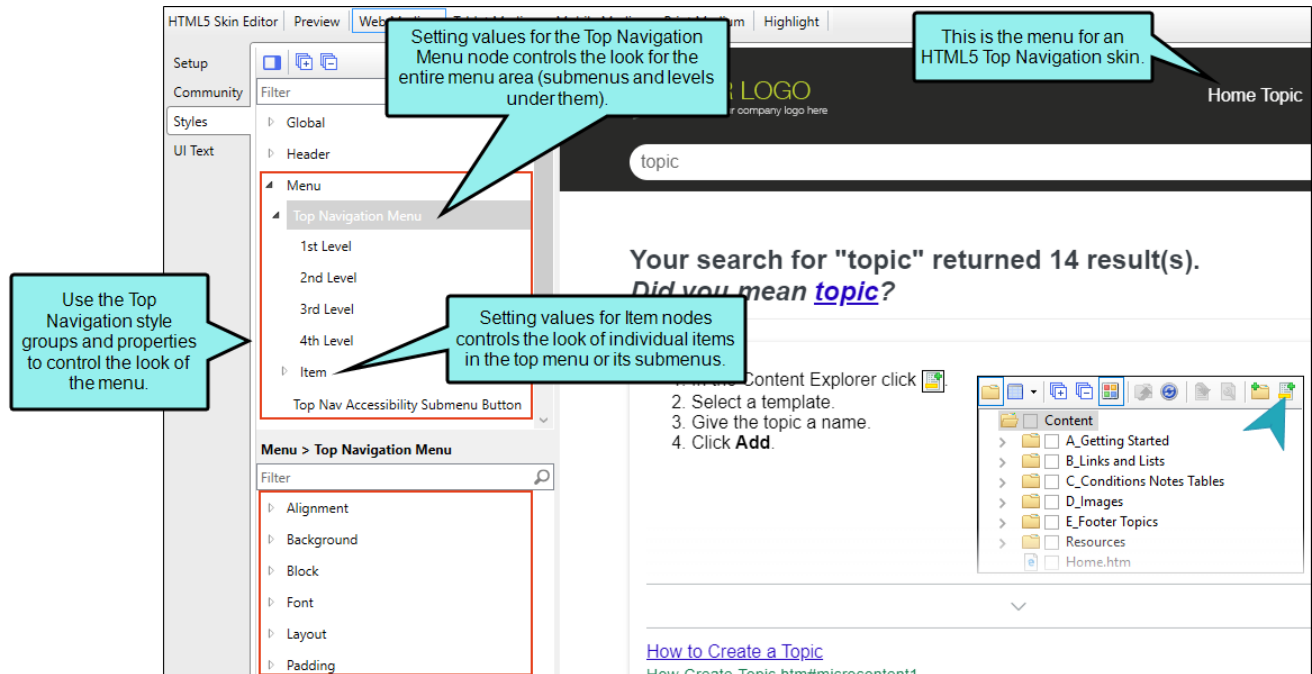 HTML5 Skin Editor Preview Highlight
Setting values for the Top Navigation
Menu node controls the look for the
entire menu area (submenus and levels
under them).
This is the menu for an
HTML5 Top Navigation skin.
Setup
Community
Styles
UI Text
Filter
Global
Header
Menu
Top Navigation Menu
1st Level
2nd Level
3rd Level
4th Level
Item
Top Nav Accessibility Submenu Button
Use the Top
Navigation style
groups and properties
to control the look of
the menu.
Setting values for Item nodes
controls the look of individual items
in the top menu or its submenus.
Menu > Top Navigation Menu
Filter
Alignment
Background
Block
Font
Layout
Padding
LOGO
company logo here
Home Topic
topic
Your search for "topic" returned 14 result(s).
Did you mean topic?
Content Explorer click
2. Select a template.
3. Give the topic a name.
4. Click Add.
Content
A_Getting Started
B_Links and Lists
C_Conditions Notes Tables
D_Images
E_Footer Topics
Resources
Home.htm
How to Create a Topic